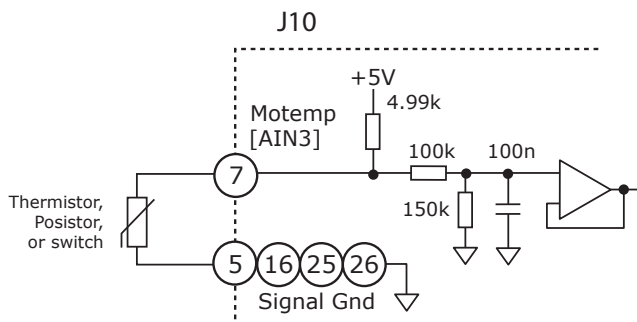 J10
+5V
4.99k
Motemp
[AIN3]
100k
100n
7
150k
Thermistor,
Posistor,
or switch
5 16 25 26
Signal Gnd